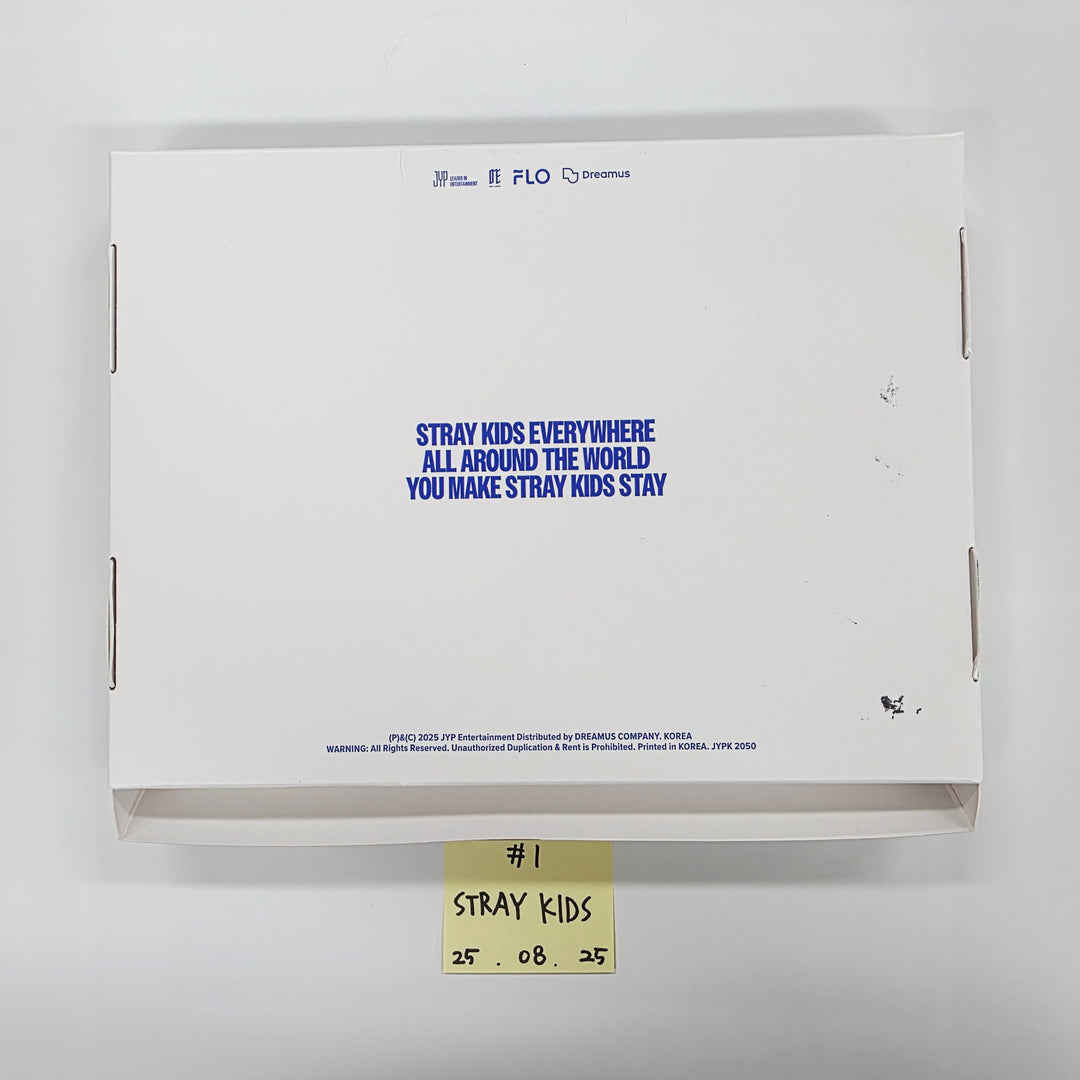 JYP LEADER IN ENTERTAINMENT FLO Dreamus
STRAY KIDS EVERYWHERE
ALL AROUND THE WORLD
YOU MAKE STRAY KIDS STAY
(P)&(C) 2025 JYP Entertainment Distributed by DREAMUS COMPANY. KOREA
WARNING: All Rights Reserved. Unauthorized Duplication & Rent is Prohibited. Printed in KOREA. JYPK 2050
#1
STRAY KIDS
25 . 08 . 25